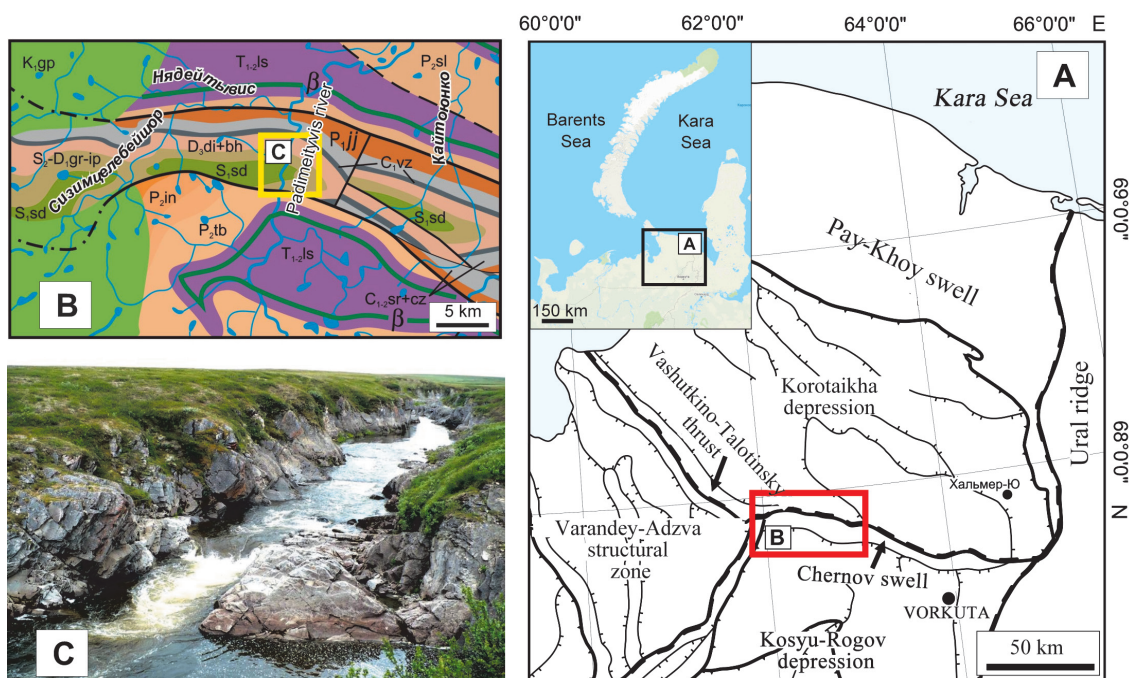 60°0'0"
62°0'0"
64°0'0"
66°0'0"
E
A
Kara Sea
Barents
Sea
Kara
Sea
A
150 km
Pay-Khoy swell
69°0'0"
Ural ridge
68°0'0"
N
Korotaikha
depression
Vashutkino-Talotinsky
thrust
Хальмер-Ю
Varandey-Adzva
structural
zone
B
Chernov swell
VORKUTA
Kosyu-Rogov
depression
50 km
K₁gp
Нядейтывис
T₁₋₂ls
β
P₂sl
Padimeityvis river
Кайтоюнко
Сизимцелебейшор
S₂-D₁gr-ip
D₃di+bh
C
P₁jj
C₁vz
S₁sd
S₁sd
P₂in
P₂tb
S₁sd
T₁₋₂ls
C₁₋₂sr+cz
B
β
5 km
C